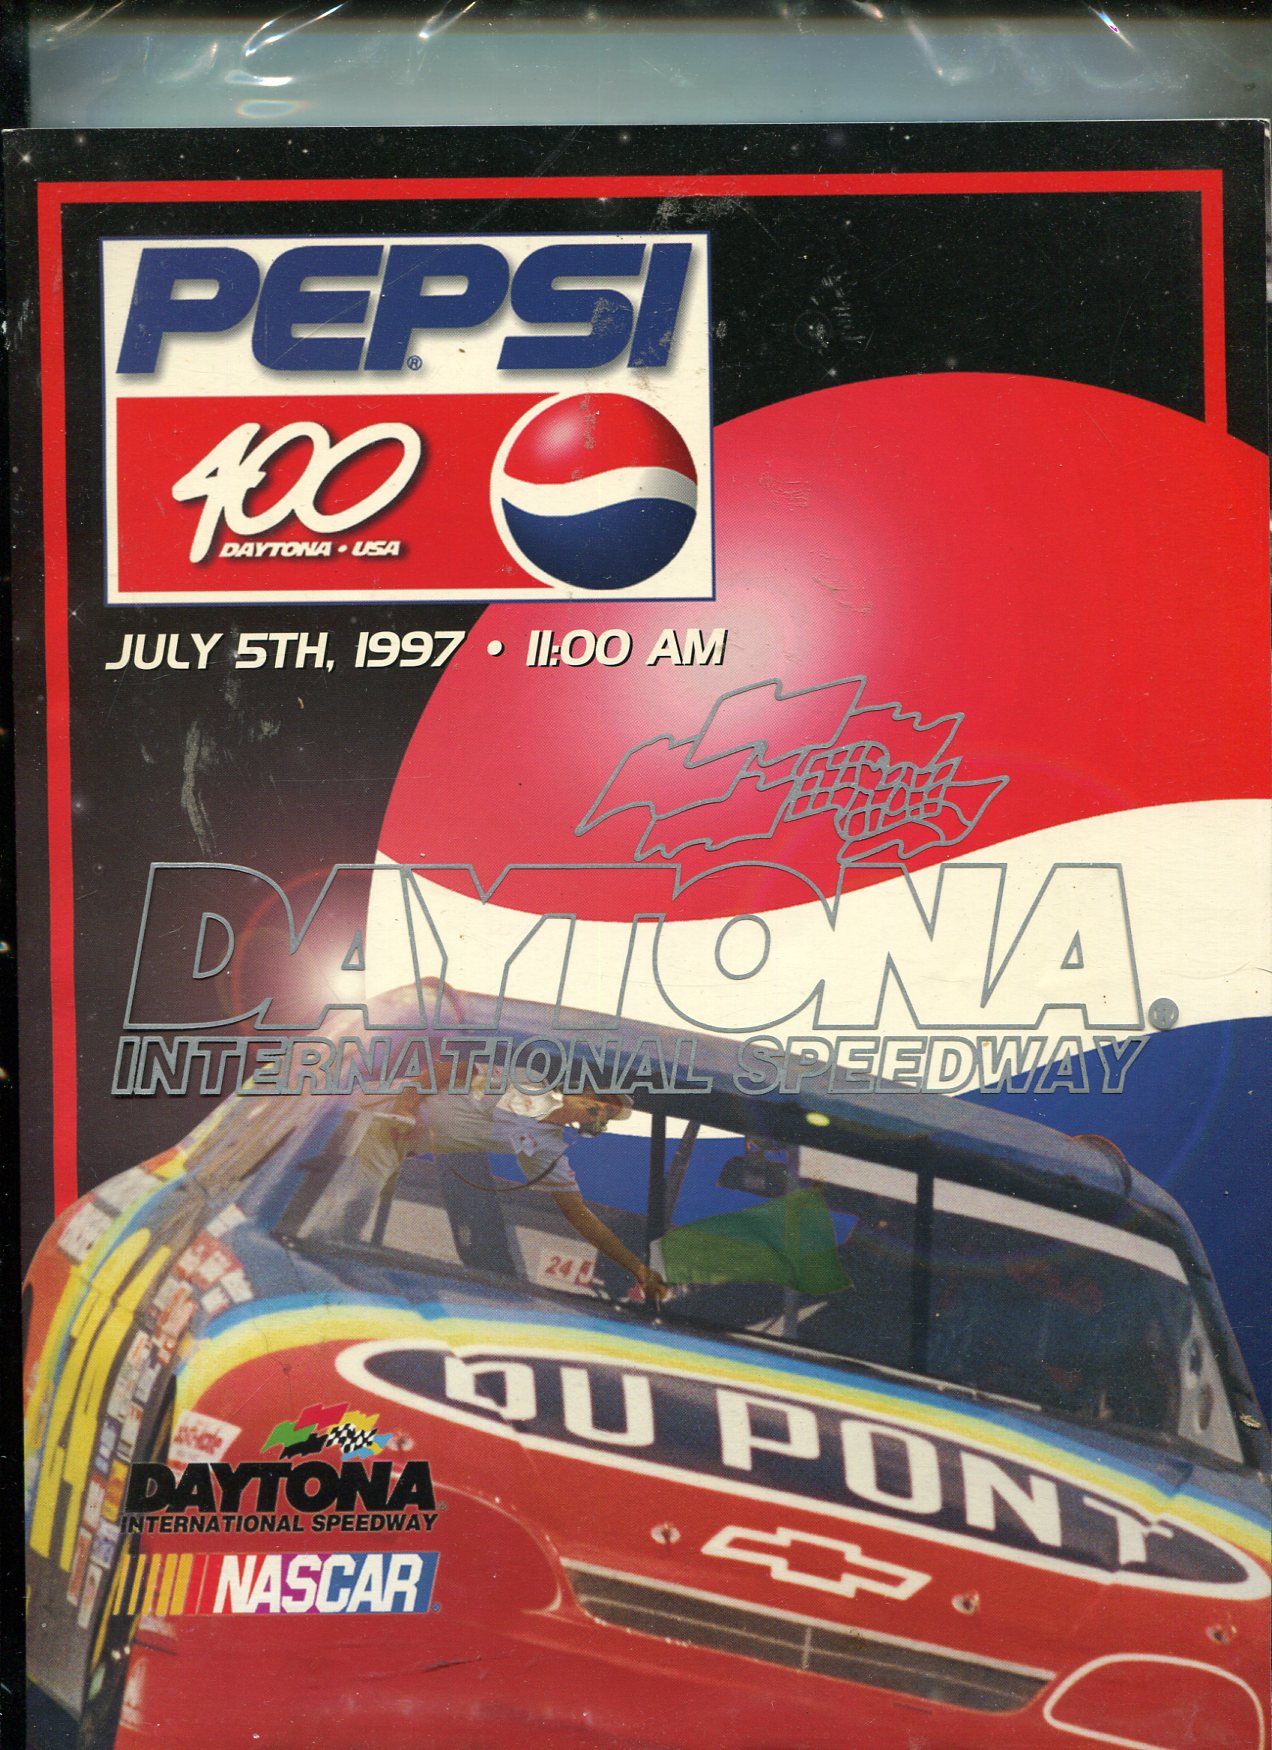 PEPSI®
400
DAYTONA • USA
JULY 5TH, 1997 • 11:00 AM
DAYTONA®
INTERNATIONAL SPEEDWAY
24
DU PONT
DAYTONA
INTERNATIONAL SPEEDWAY
NASCAR